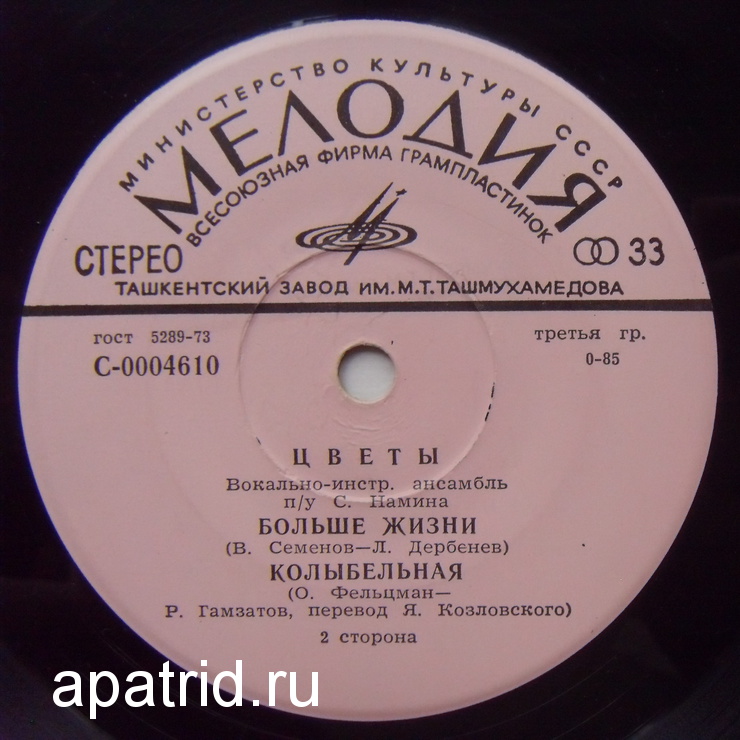 МИНИСТЕРСТВО КУЛЬТУРЫ СССР
МЕЛОДИЯ
ВСЕСОЮЗНАЯ ФИРМА ГРАМПЛАСТИНОК
СТЕРЕО
33
ТАШКЕНТСКИЙ ЗАВОД ИМ. М.Т.ТАШМУХАМЕДОВА
гост 5289-73
третья гр.
С-0004610
0-85
ЦВЕТЫ
Вокально-инстр. ансамбль
п/у С. Намина
БОЛЬШЕ ЖИЗНИ
(В. Семенов—Л. Дербенев)
КОЛЫБЕЛЬНАЯ
(О. Фельцман—
Р. Гамзатов, перевод Я. Козловского)
2 сторона
apatrid.ru